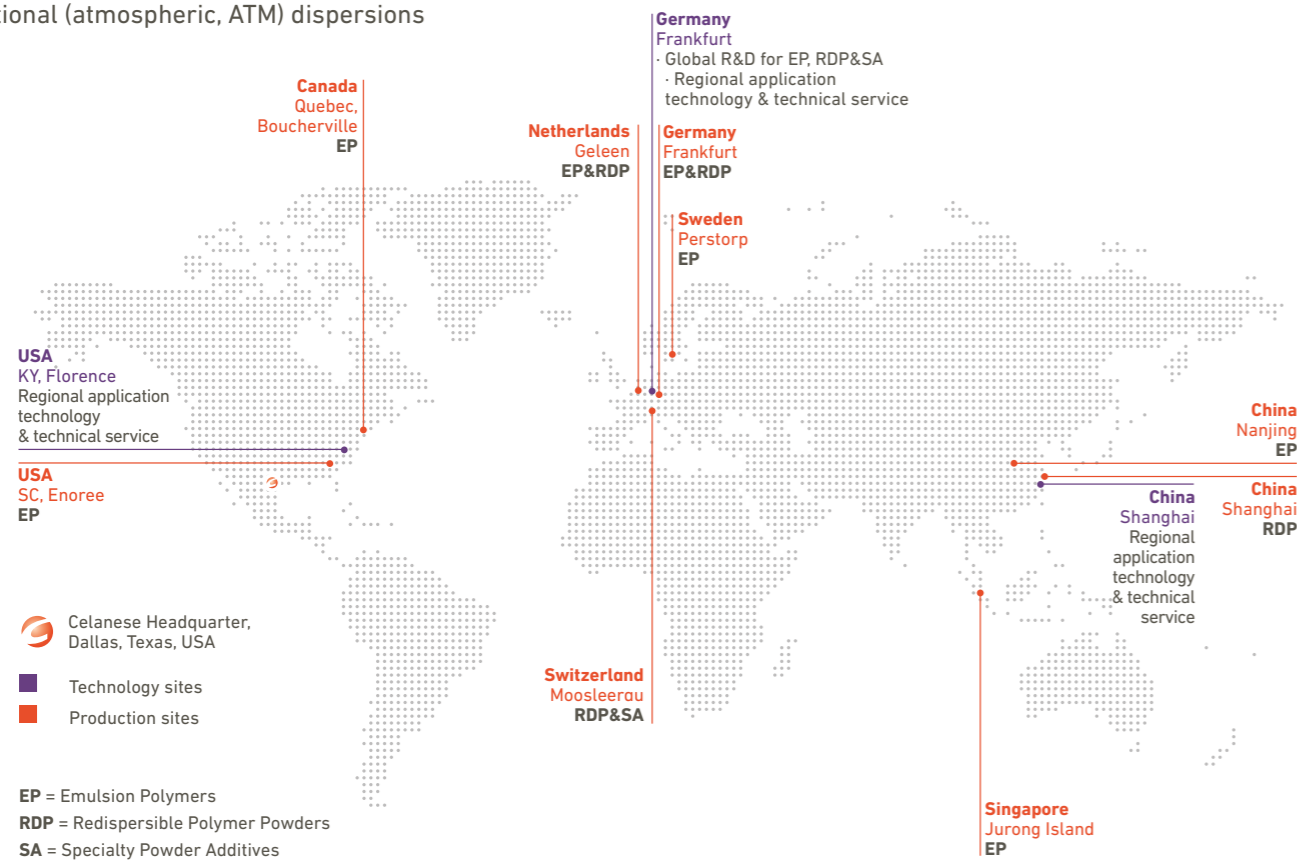 tional (atmospheric, ATM) dispersions
Germany
Frankfurt
· Global R&D for EP, RDP&SA
· Regional application
technology & technical service
Canada
Quebec,
Boucherville
EP
Netherlands
Geleen
EP&RDP
Germany
Frankfurt
EP&RDP
Sweden
Perstorp
EP
USA
KY, Florence
Regional application
technology
& technical service
USA
SC, Enoree
EP
China
Nanjing
EP
China
Shanghai
RDP
China
Shanghai
Regional
application
technology
& technical
service
Celanese Headquarter,
Dallas, Texas, USA
Technology sites
Production sites
Switzerland
Moosleerau
RDP&SA
EP = Emulsion Polymers
RDP = Redispersible Polymer Powders
SA = Specialty Powder Additives
Singapore
Jurong Island
EP